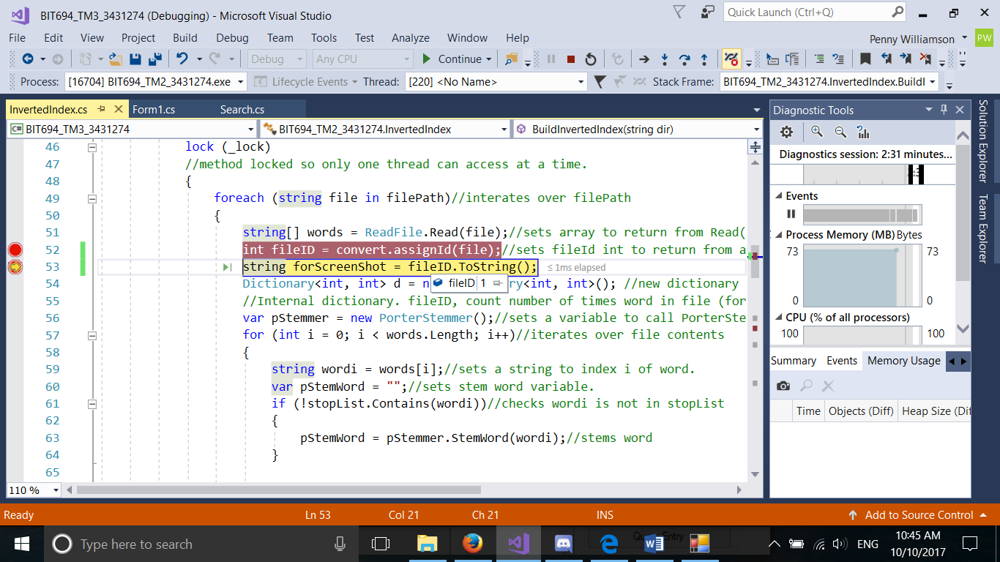 BIT694_TM3_3431274 (Debugging) - Microsoft Visual Studio
Quick Launch (Ctrl+Q)
File Edit View Project Build Debug Team Tools Test Analyze Window Help
Penny Williamson PW
Debug Any CPU Continue
Process: [16704] BIT694_TM2_3431274.exe Lifecycle Events Thread: [220] <No Name> Stack Frame: BIT694_TM2_3431274.InvertedIndex.BuildI
InvertedIndex.cs Form1.cs Search.cs
C# BIT694_TM3_3431274 BIT694_TM2_3431274.InvertedIndex BuildInvertedIndex(string dir)
46 lock (_lock)
47 //method locked so only one thread can access at a time.
48 {
49 foreach (string file in filePath)//interates over filePath
50 {
51 string[] words = ReadFile.Read(file);//sets array to return from Read(
52 int fileID = convert.assignId(file);//sets fileId int to return from a
53 string forScreenShot = fileID.ToString(); ≤ 1ms elapsed
fileID 1
54 Dictionary<int, int> d = n ry<int, int>(); //new dictionary
55 //Internal dictionary. fileID, count number of times word in file (for
56 var pStemmer = new PorterStemmer();//sets a variable to call PorterSte
57 for (int i = 0; i < words.Length; i++)//iterates over file contents
58 {
59 string wordi = words[i];//sets a string to index i of word.
60 var pStemWord = "";//sets stem word variable.
61 if (!stopList.Contains(wordi))//checks wordi is not in stopList
62 {
63 pStemWord = pStemmer.StemWord(wordi);//stems word
64 }
65
110 %
Diagnostic Tools
Diagnostics session: 2:31 minutes...
Events
Process Memory (MB) Bytes
73 73
0 0
CPU (% of all processors)
100 100
Summary Events Memory Usage
Time Objects (Diff) Heap Size (Dif
Solution Explorer
Team Explorer
Ready Ln 53 Col 21 Ch 21 INS Add to Source Control
Type here to search
Entry
ENG
10:45 AM
10/10/2017